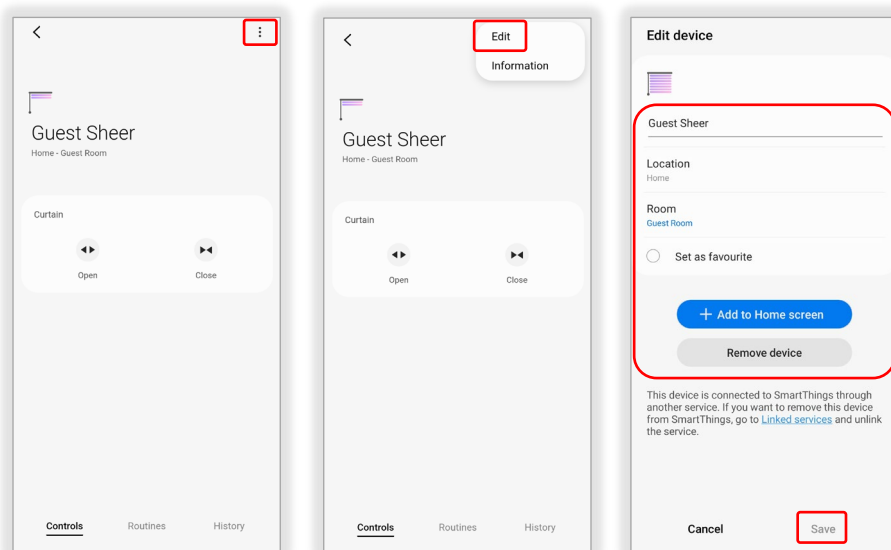 Guest Sheer
Home - Guest Room
Curtain
Open Close
Controls Routines History
Edit
Information
Guest Sheer
Home - Guest Room
Curtain
Open Close
Controls Routines History
Edit device
Guest Sheer
Location
Home
Room
Guest Room
Set as favourite
+ Add to Home screen
Remove device
This device is connected to SmartThings through
another service. If you want to remove this device
from SmartThings, go to Linked services and unlink
the service.
Cancel Save